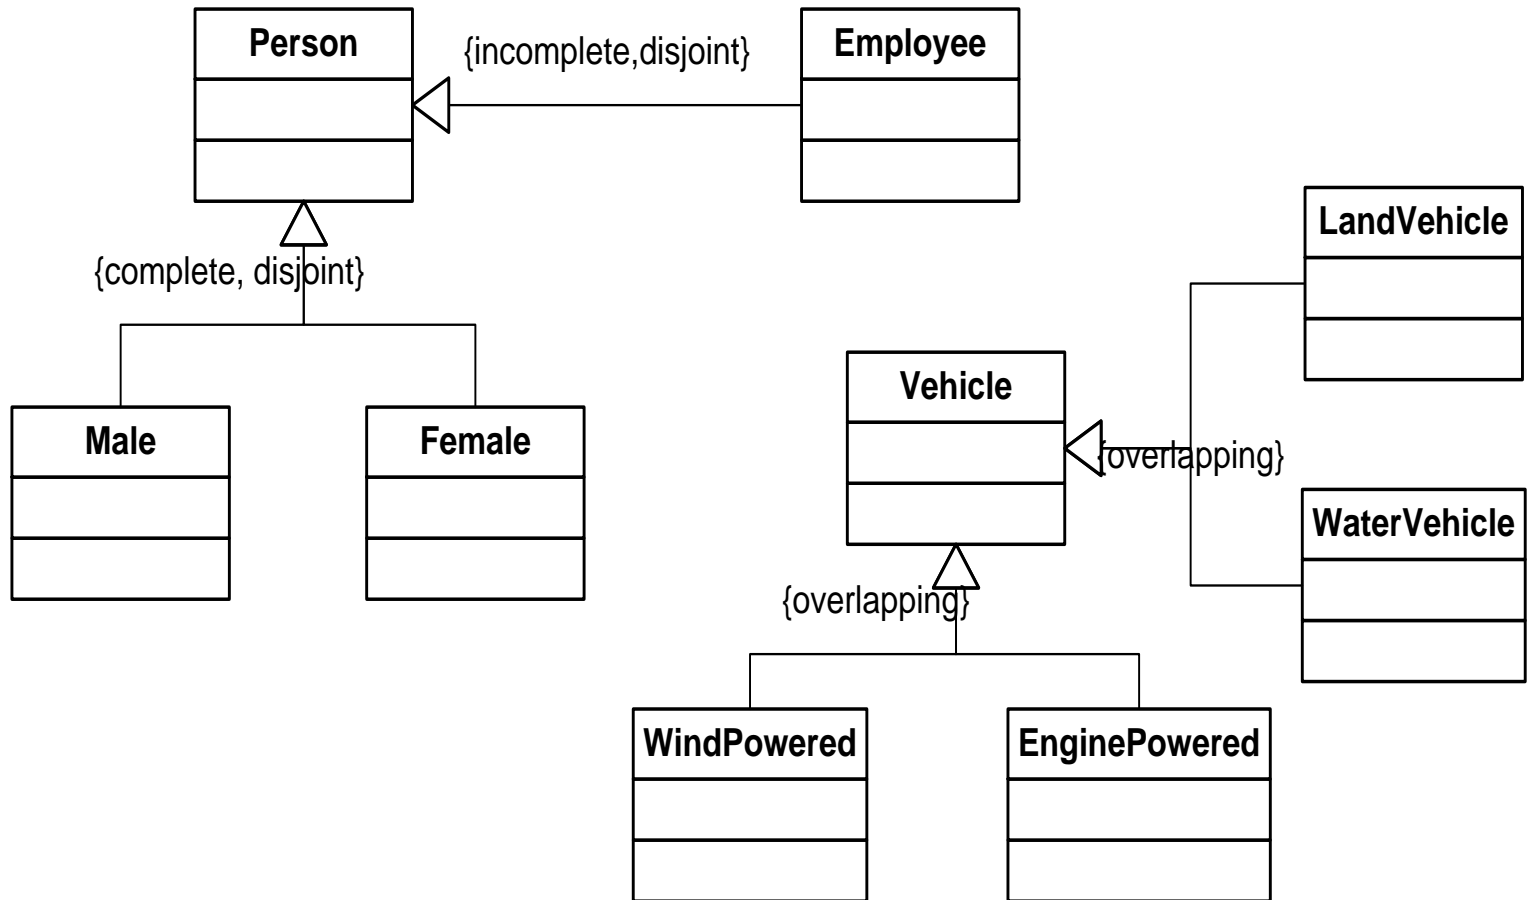 Person
{incomplete,disjoint}
Employee
{complete, disjoint}
Male
Female
LandVehicle
Vehicle
{overlapping}
WaterVehicle
{overlapping}
WindPowered
EnginePowered